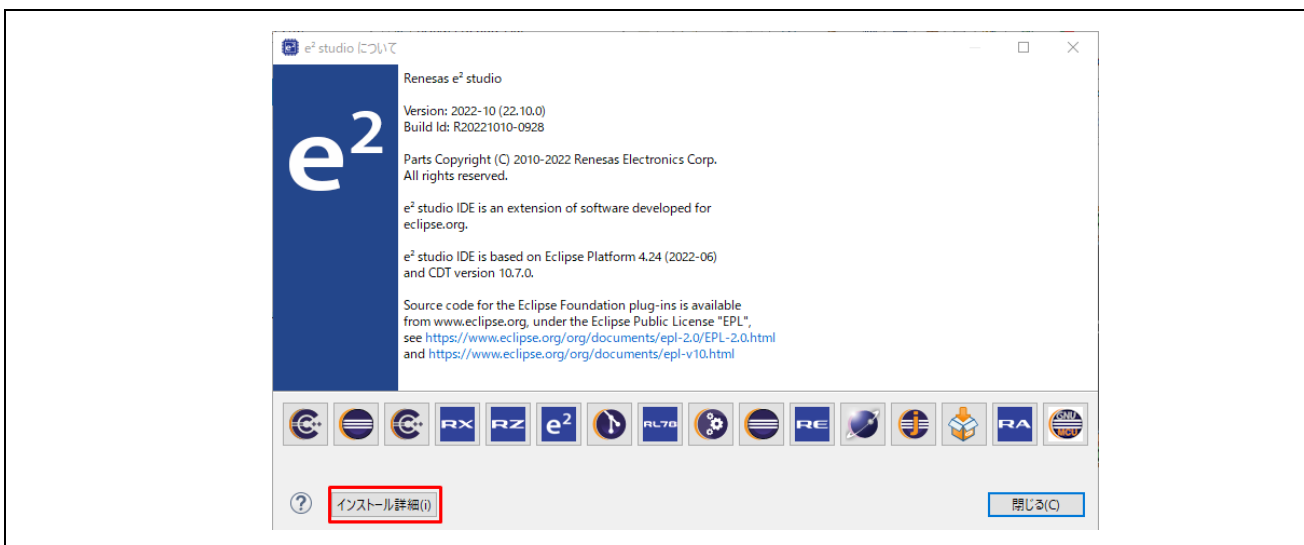 e² studio について
Renesas e² studio
Version: 2022-10 (22.10.0)
Build Id: R20221010-0928
Parts Copyright (C) 2010-2022 Renesas Electronics Corp.
All rights reserved.
e² studio IDE is an extension of software developed for
eclipse.org.
e² studio IDE is based on Eclipse Platform 4.24 (2022-06)
and CDT version 10.7.0.
Source code for the Eclipse Foundation plug-ins is available
from www.eclipse.org, under the Eclipse Public License "EPL",
see https://www.eclipse.org/org/documents/epl-2.0/EPL-2.0.html
and https://www.eclipse.org/org/documents/epl-v10.html
e²
RX RZ e² RL78 RE RA GNU MCU
インストール詳細(i) 閉じる(C)